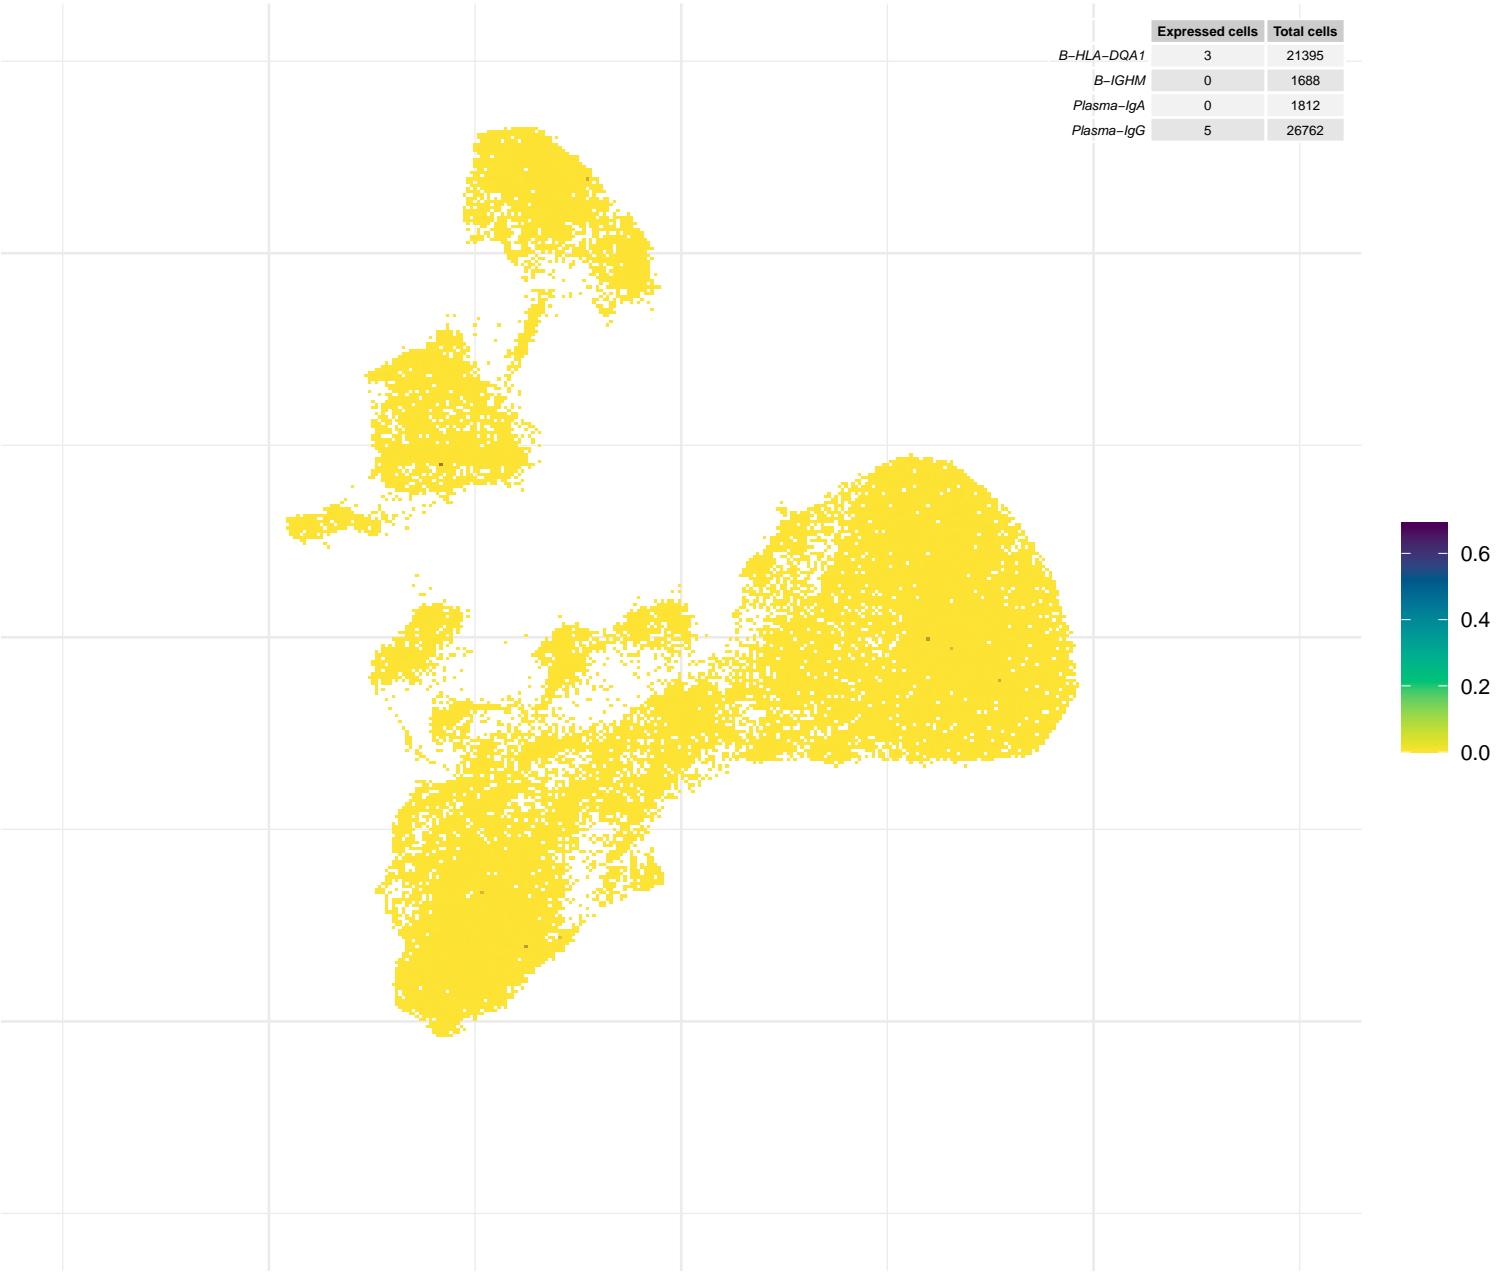 Expressed cells Total cells
B−HLA−DQA1 3 21395
B−IGHM 0 1688
Plasma−IgA 0 1812
Plasma−IgG 5 26762
0.6
0.4
0.2
0.0